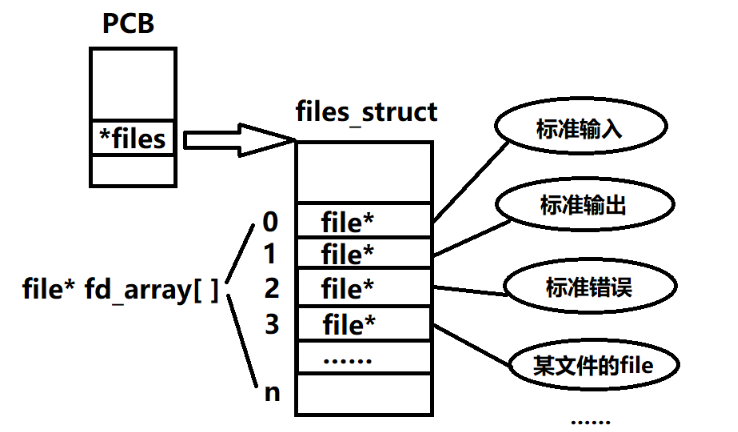 PCB
*files
files_struct
标准输入
0 file*
标准输出
1 file*
file* fd_array[ ]
2 file*
标准错误
3 file*
......
某文件的file
n
......